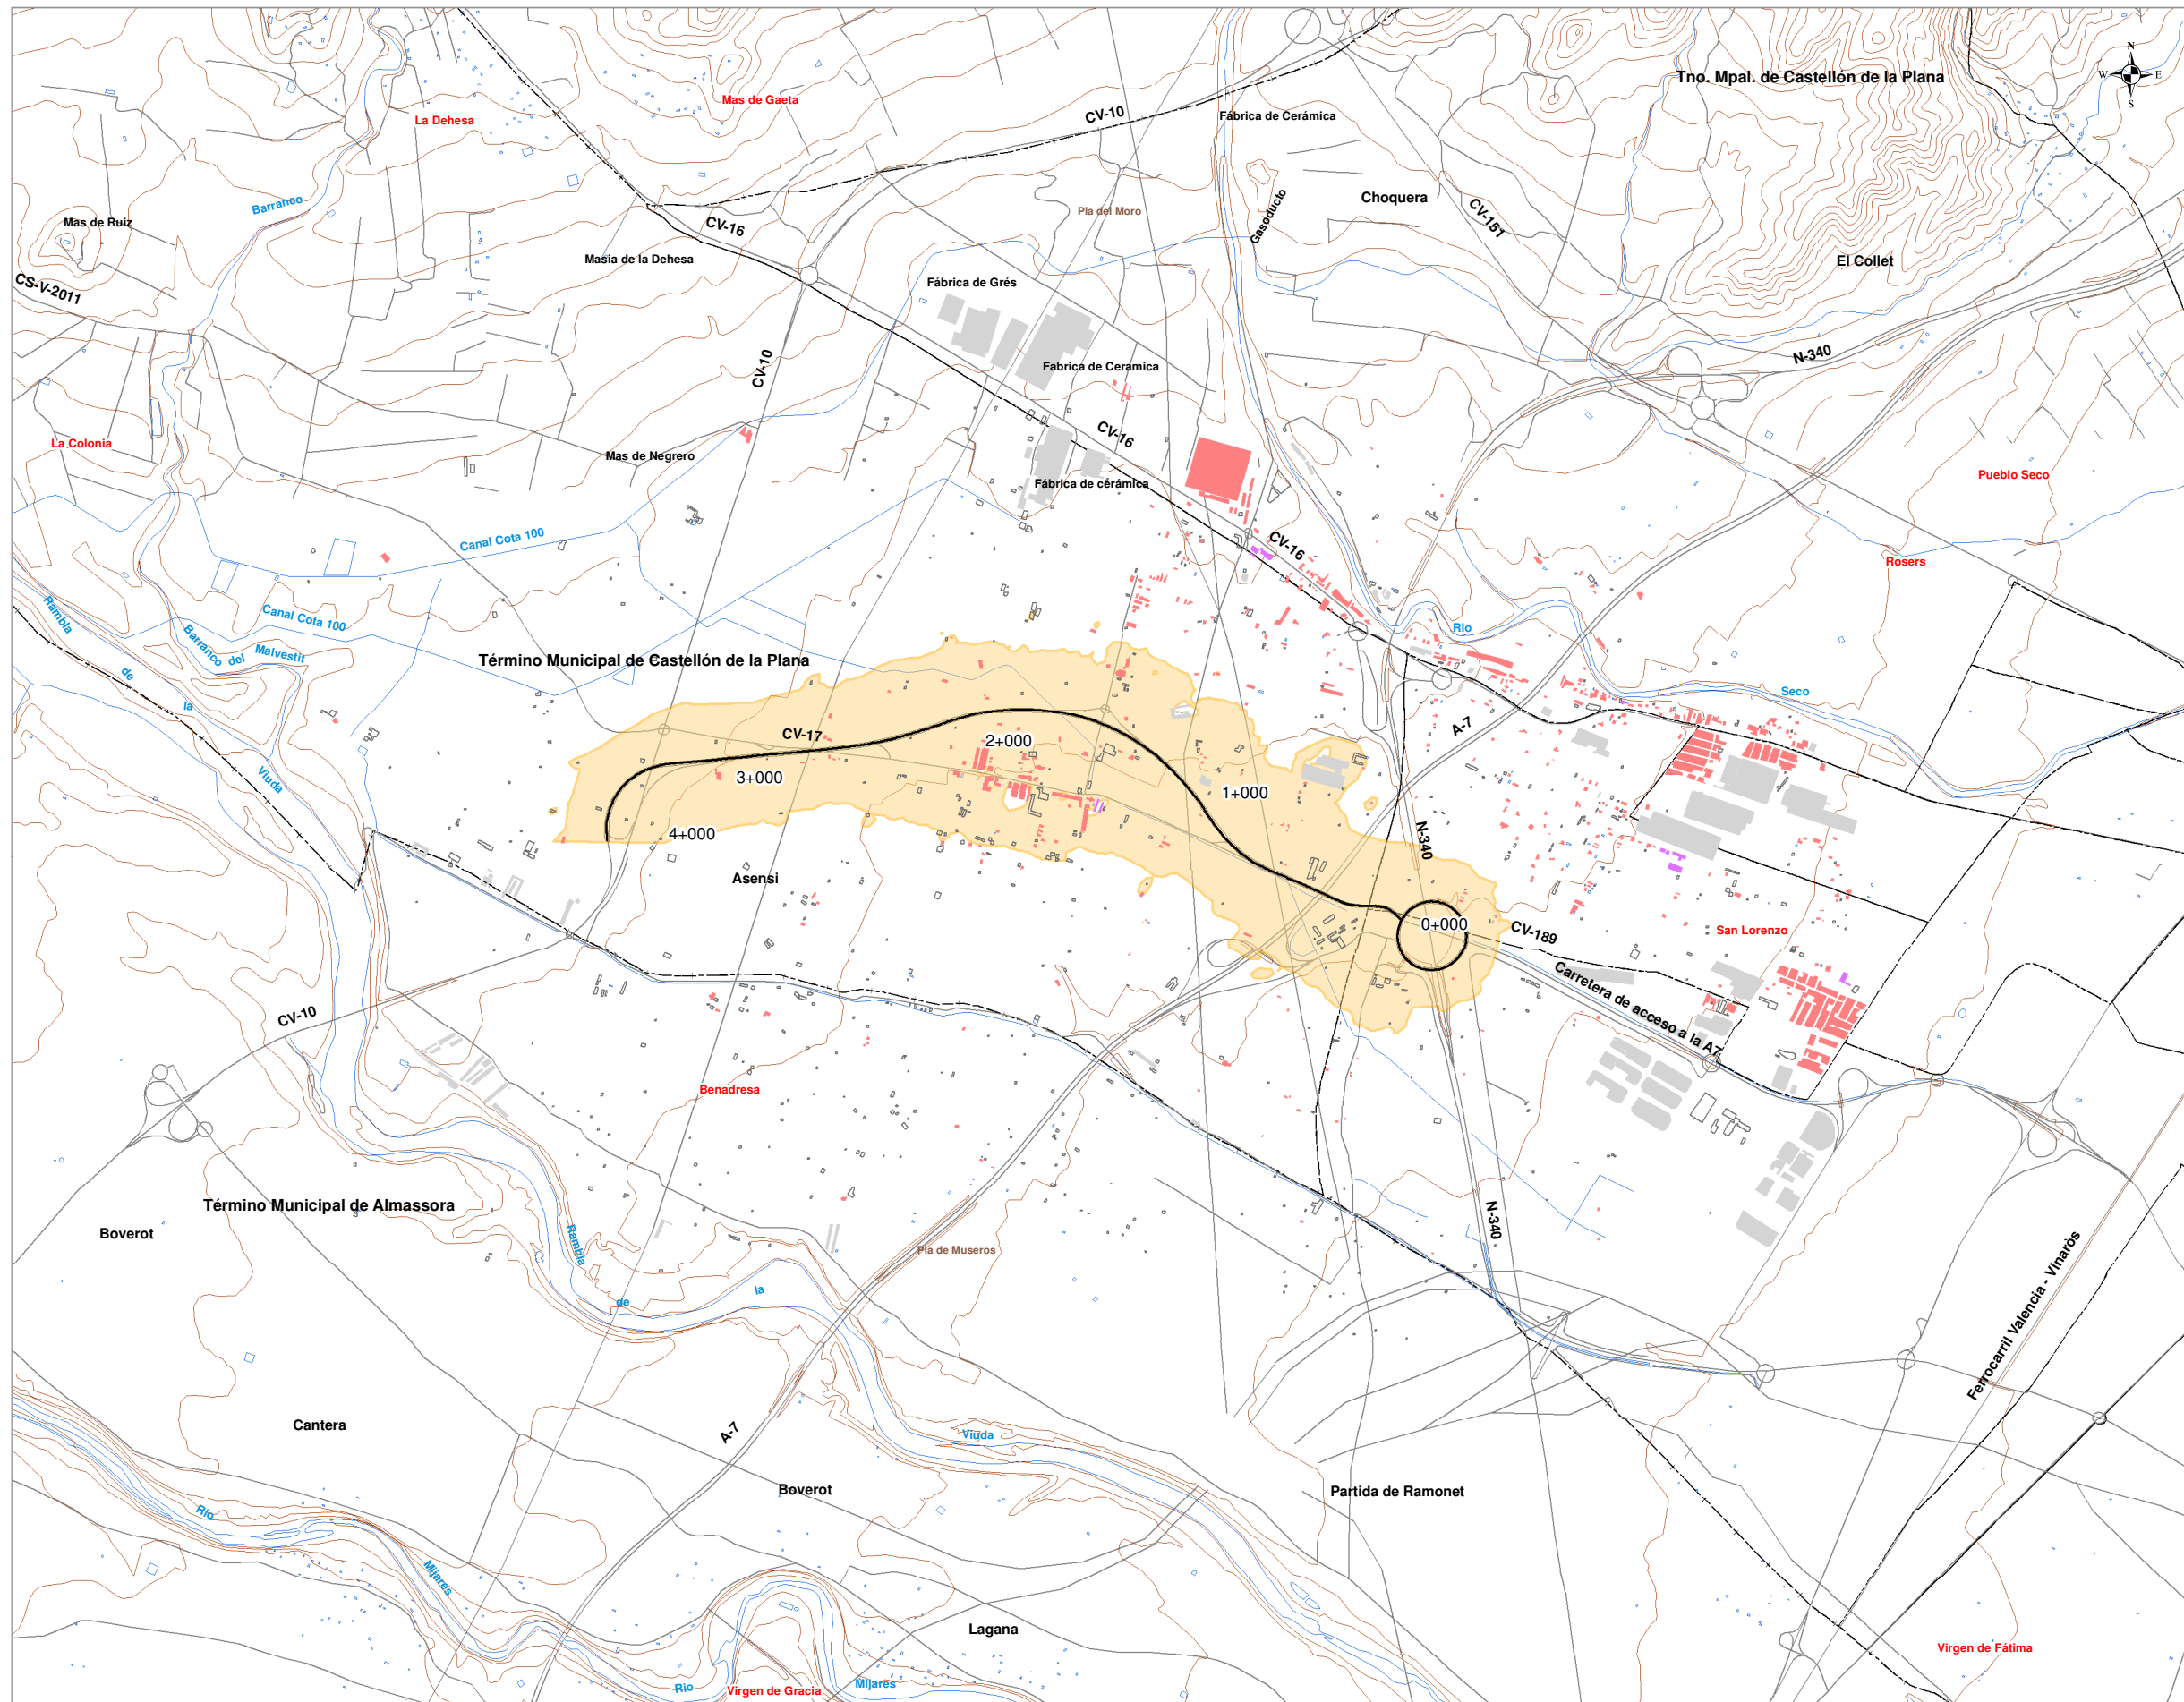 N
W E
S
Tno. Mpal. de Castellón de la Plana
Mas de Gaeta
La Dehesa
CV-10
Fábrica de Cerámica
Barranco
Mas de Ruiz
CV-16
Pla del Moro
Gasoducto
Choquera
CV-151
Masía de la Dehesa
El Collet
CS-V-2011
Fábrica de Grés
CV-10
Fabrica de Ceramica
N-340
La Colonia
Mas de Negrero
CV-16
Fábrica de cérámica
Pueblo Seco
Canal Cota 100
CV-16
Rosers
Rambla
de
la
Viuda
Canal Cota 100
Barranco del Malvestit
Rio
Seco
Término Municipal de Castellón de la Plana
CV-17
2+000
3+000
1+000
4+000
A-7
N-340
Asensi
0+000
CV-189
San Lorenzo
Carretera de acceso a la A7
CV-10
Benadresa
Término Municipal de Almassora
Boverot
Rambla
de
la
Pla de Museros
N-340
Ferrocarril Valencia - Vinaròs
Cantera
A-7
Viuda
Boverot
Partida de Ramonet
Rio
Mijares
Lagana
Virgen de Fátima
Rio
Virgen de Gracia
Mijares